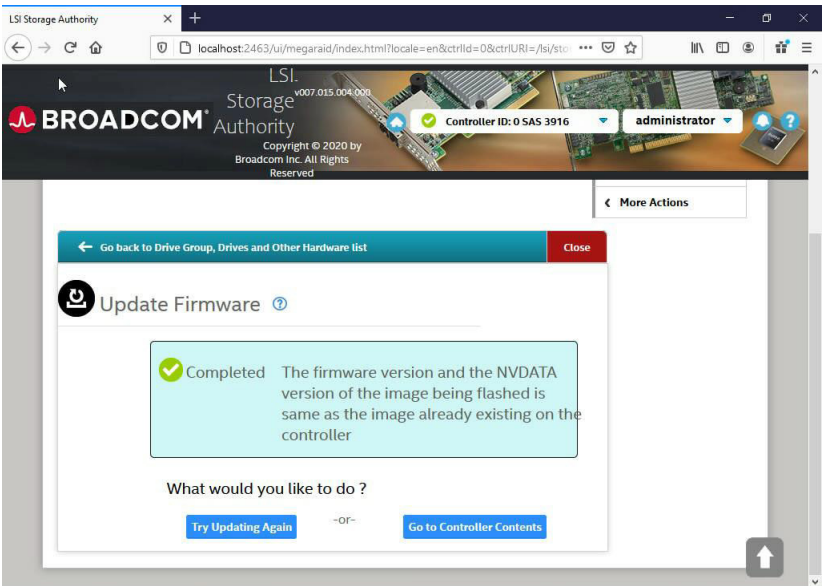 LSI Storage Authority
localhost:2463/ui/megaraid/index.html?locale=en&ctrlId=0&ctrlURI=/lsi/sto
BROADCOM®
LSI.
Storage
Authority
v007.015.004.000
Copyright © 2020 by
Broadcom Inc. All Rights
Reserved
Controller ID: 0 SAS 3916
administrator
More Actions
Go back to Drive Group, Drives and Other Hardware list
Close
Update Firmware
Completed
The firmware version and the NVDATA
version of the image being flashed is
same as the image already existing on the
controller
What would you like to do ?
Try Updating Again
-or-
Go to Controller Contents